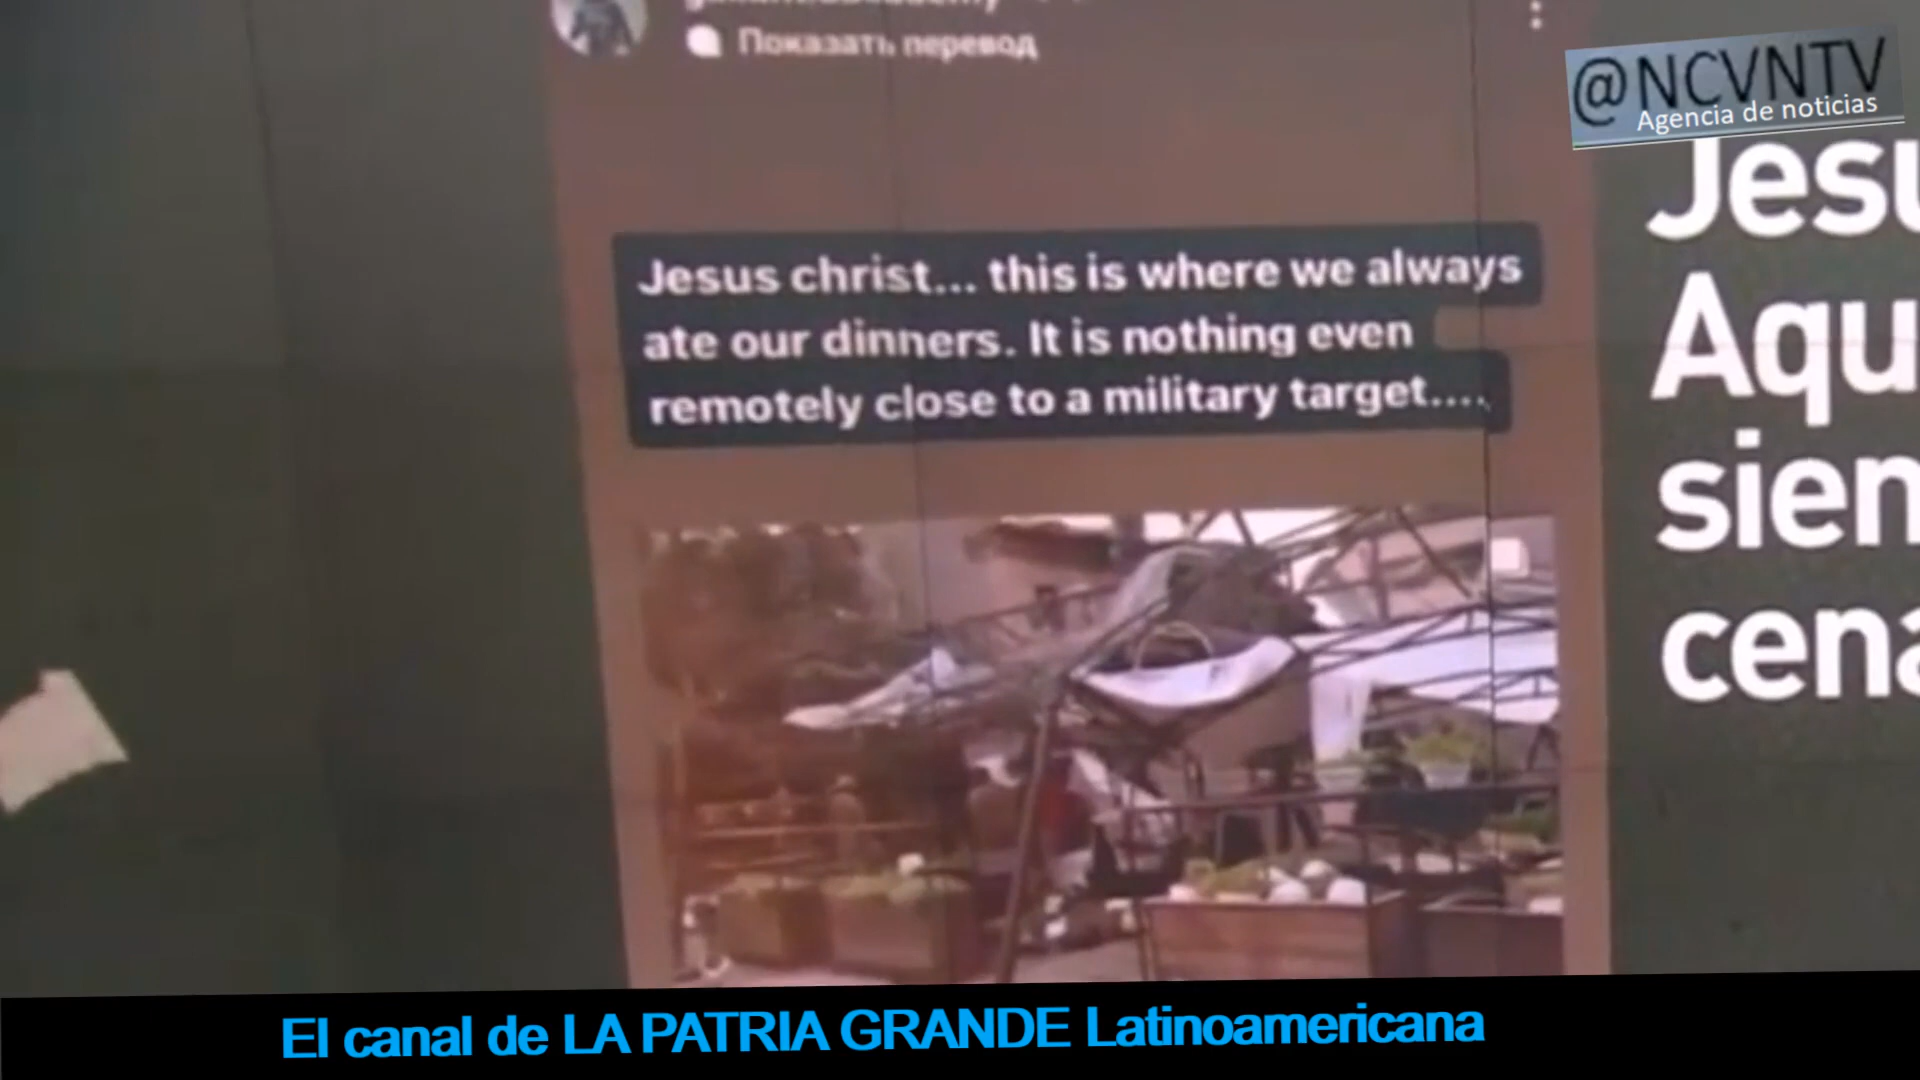 Показать перевод
@NCVNTV
Agencia de noticias
Jesus christ... this is where we always
ate our dinners. It is nothing even
remotely close to a military target....
Jesu
Aqu
siem
cena
El canal de LA PATRIA GRANDE Latinoamericana